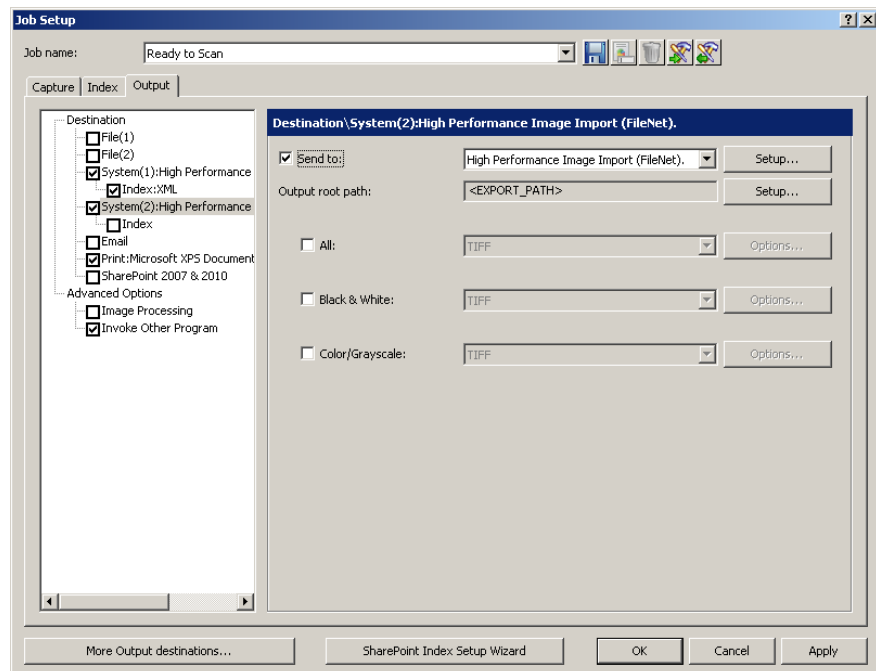 Job Setup
Job name: Ready to Scan
Capture Index Output
Destination
File(1)
File(2)
System(1):High Performance
Index:XML
System(2):High Performance
Index
Email
Print:Microsoft XPS Document
SharePoint 2007 & 2010
Advanced Options
Image Processing
Invoke Other Program
Destination\System(2):High Performance Image Import (FileNet).
Send to: High Performance Image Import (FileNet). Setup...
Output root path: <EXPORT_PATH> Setup...
All: TIFF Options...
Black & White: TIFF Options...
Color/Grayscale: TIFF Options...
More Output destinations... SharePoint Index Setup Wizard OK Cancel Apply